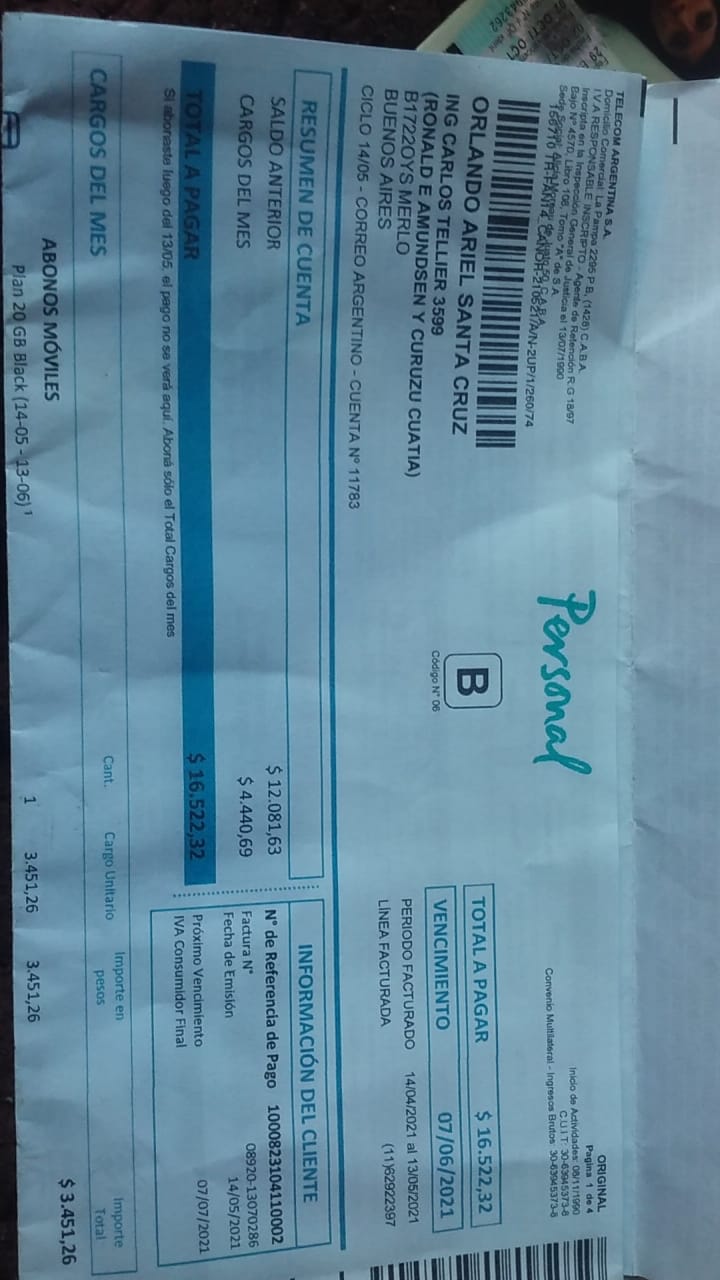 TELECOM ARGENTINA S.A.
Domicilio Comercial: La Pampa 2295 P.B. (1428) C.A.B.A.
I.V.A RESPONSABLE INSCRIPTO - Agente de Retención R.G 18/97
Inscripta en la Inspección General de Justicia el 13/07/1990
Bajo N° 4570, Libro 108, Tomo "A" de S.A.
ORIGINAL
Pagina 1 de 4
Inicio de Actividades: 08/11/1990
C.U.I.T: 30-63945373-8
Convenio Multilateral - Ingresos Brutos: 30-63945373-8
Personal
ORLANDO ARIEL SANTA CRUZ
ING CARLOS TELLIER 3599
(RONALD E AMUNDSEN Y CURUZU CUATIA)
B1722OYS MERLO
BUENOS AIRES
CICLO 14/05 - CORREO ARGENTINO - CUENTA N° 11783
B
Código N° 06
TOTAL A PAGAR $ 16.522,32
VENCIMIENTO 07/06/2021
PERIODO FACTURADO 14/04/2021 al 13/05/2021
LÍNEA FACTURADA (11)62922397
RESUMEN DE CUENTA
SALDO ANTERIOR $ 12.081,63
CARGOS DEL MES $ 4.440,69
TOTAL A PAGAR $ 16.522,32
Si abonaste luego del 13/05, el pago no se verá aquí. Aboná sólo el Total Cargos del mes
INFORMACIÓN DEL CLIENTE
N° de Referencia de Pago 1000823104110002
Factura N° 08920-13070286
Fecha de Emisión 14/05/2021
Próximo Vencimiento 07/07/2021
IVA Consumidor Final
CARGOS DEL MES Cant. Cargo Unitario Importe en pesos Importe Total
ABONOS MÓVILES $ 3.451,26
Plan 20 GB Black (14-05 - 13-06) ¹ 1 3.451,26 3.451,26